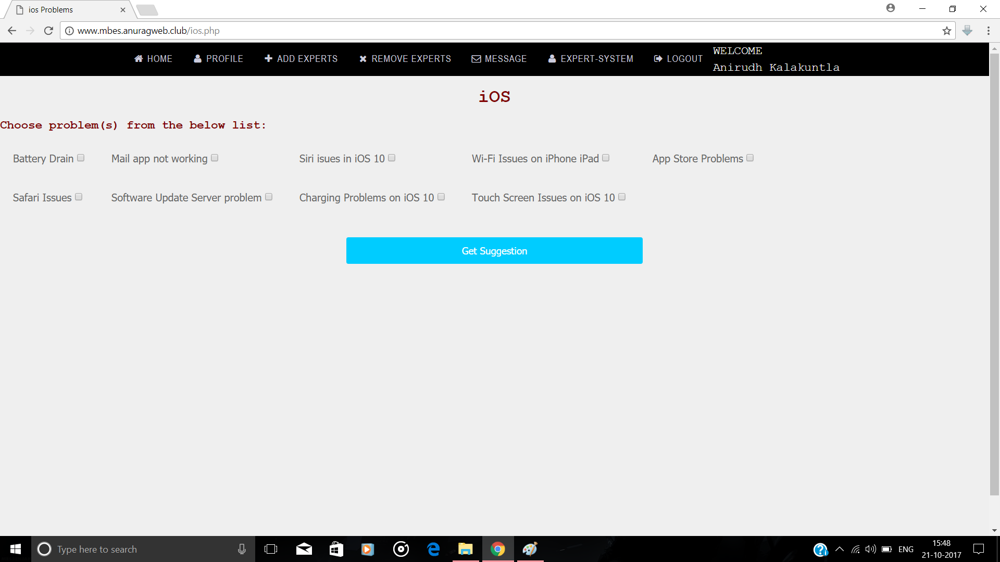 ios Problems
www.mbes.anuragweb.club/ios.php
HOME PROFILE ADD EXPERTS REMOVE EXPERTS MESSAGE EXPERT-SYSTEM LOGOUT WELCOME
Anirudh Kalakuntla
iOS
Choose problem(s) from the below list:
Battery Drain Mail app not working Siri isues in iOS 10 Wi-Fi Issues on iPhone iPad App Store Problems
Safari Issues Software Update Server problem Charging Problems on iOS 10 Touch Screen Issues on iOS 10
Get Suggestion
Type here to search ENG 15:48
21-10-2017